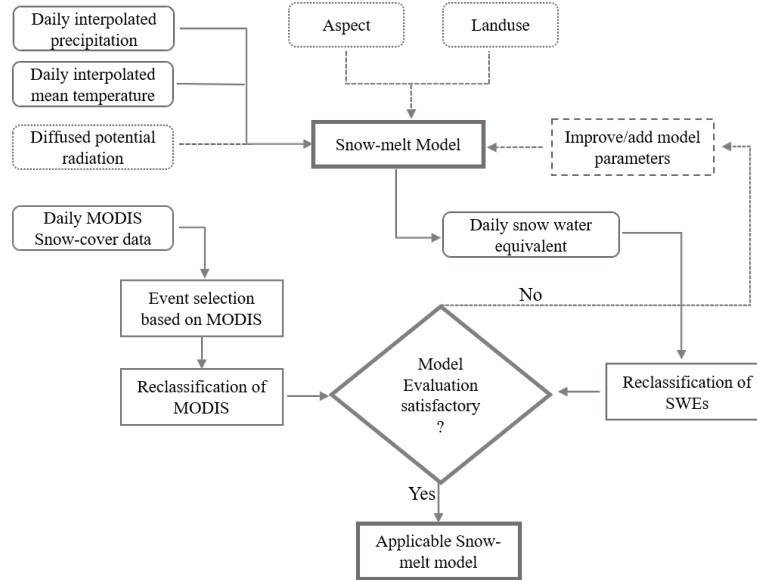 Daily interpolated
precipitation
Aspect
Landuse
Daily interpolated
mean temperature
Diffused potential
radiation
Snow-melt Model
Improve/add model
parameters
Daily MODIS
Snow-cover data
Daily snow water
equivalent
Event selection
based on MODIS
No
Reclassification of
MODIS
Model
Evaluation
satisfactory
?
Reclassification of
SWEs
Yes
Applicable Snow-
melt model